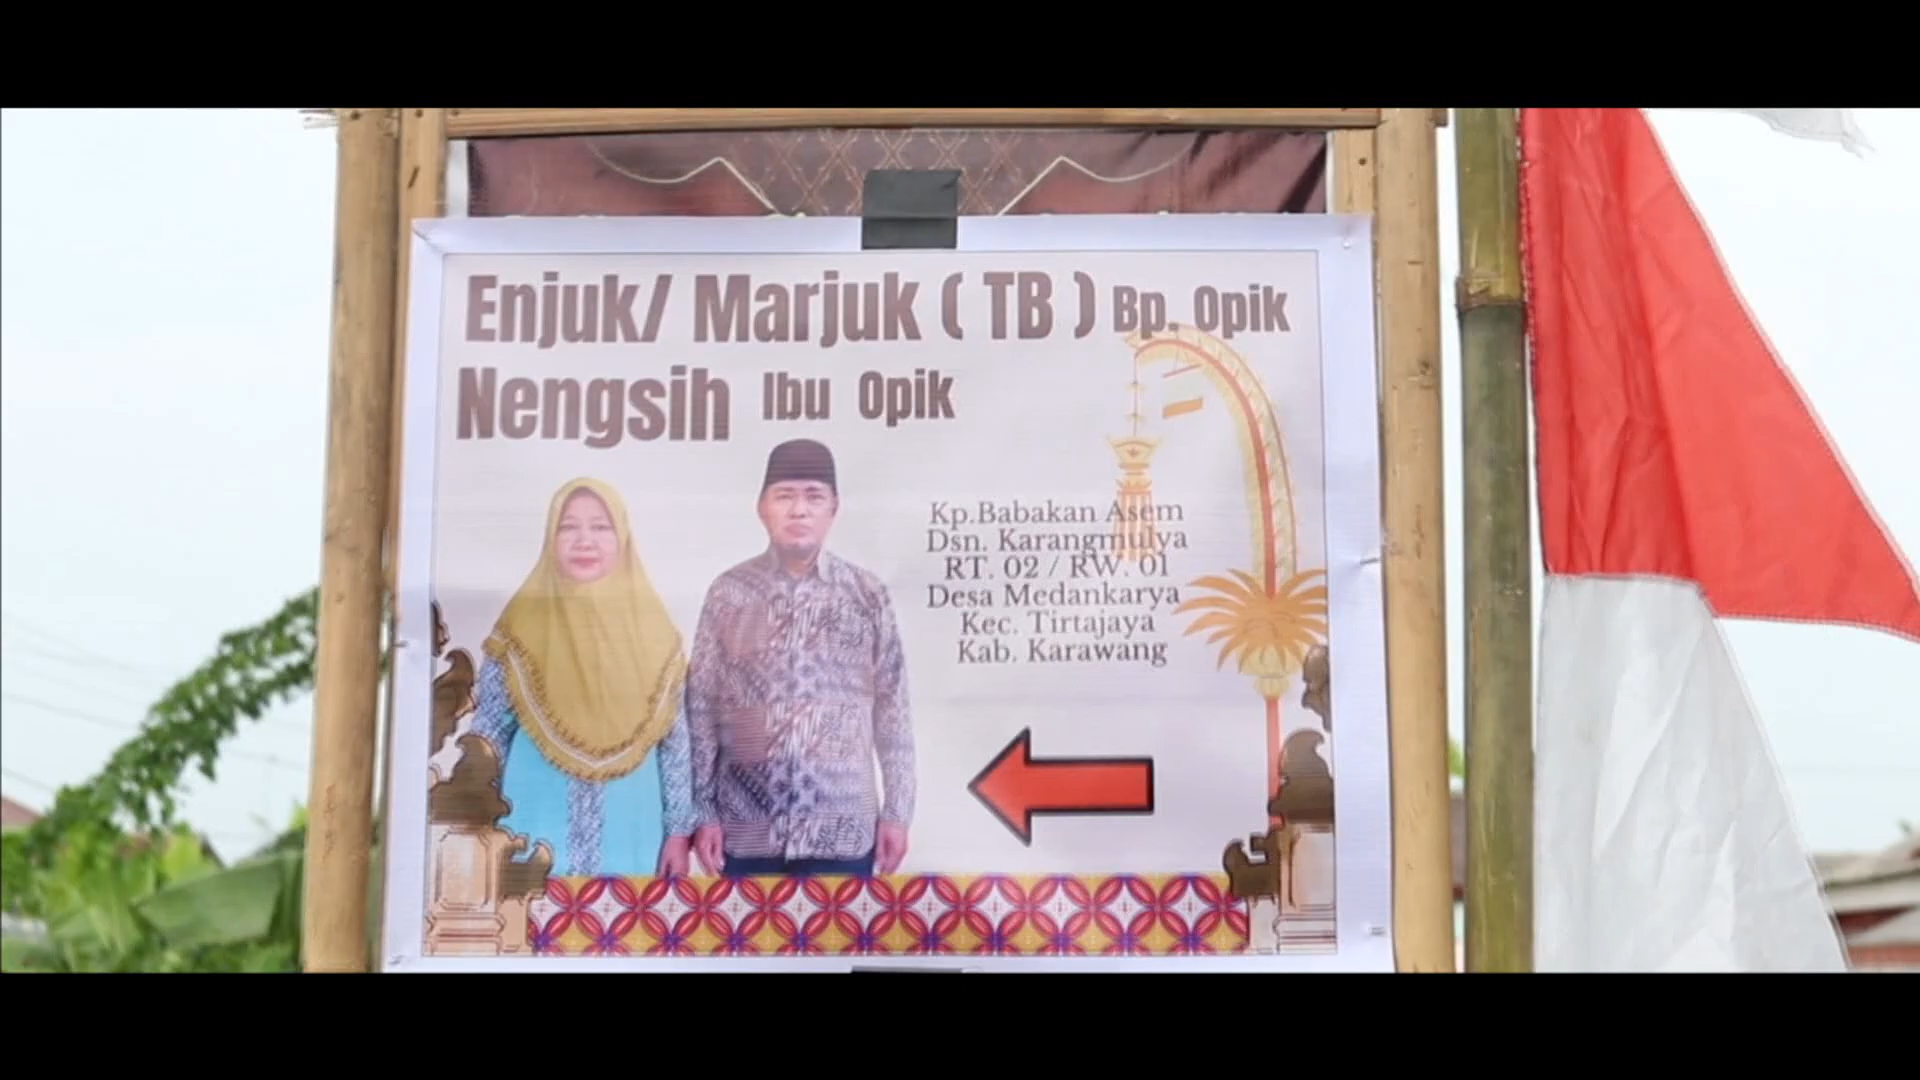 Enjuk/ Marjuk ( TB ) Bp. Opik
Nengsih Ibu Opik
Kp.Babakan Asem
Dsn. Karangmulya
RT. 02 / RW. 01
Desa Medankarya
Kec. Tirtajaya
Kab. Karawang